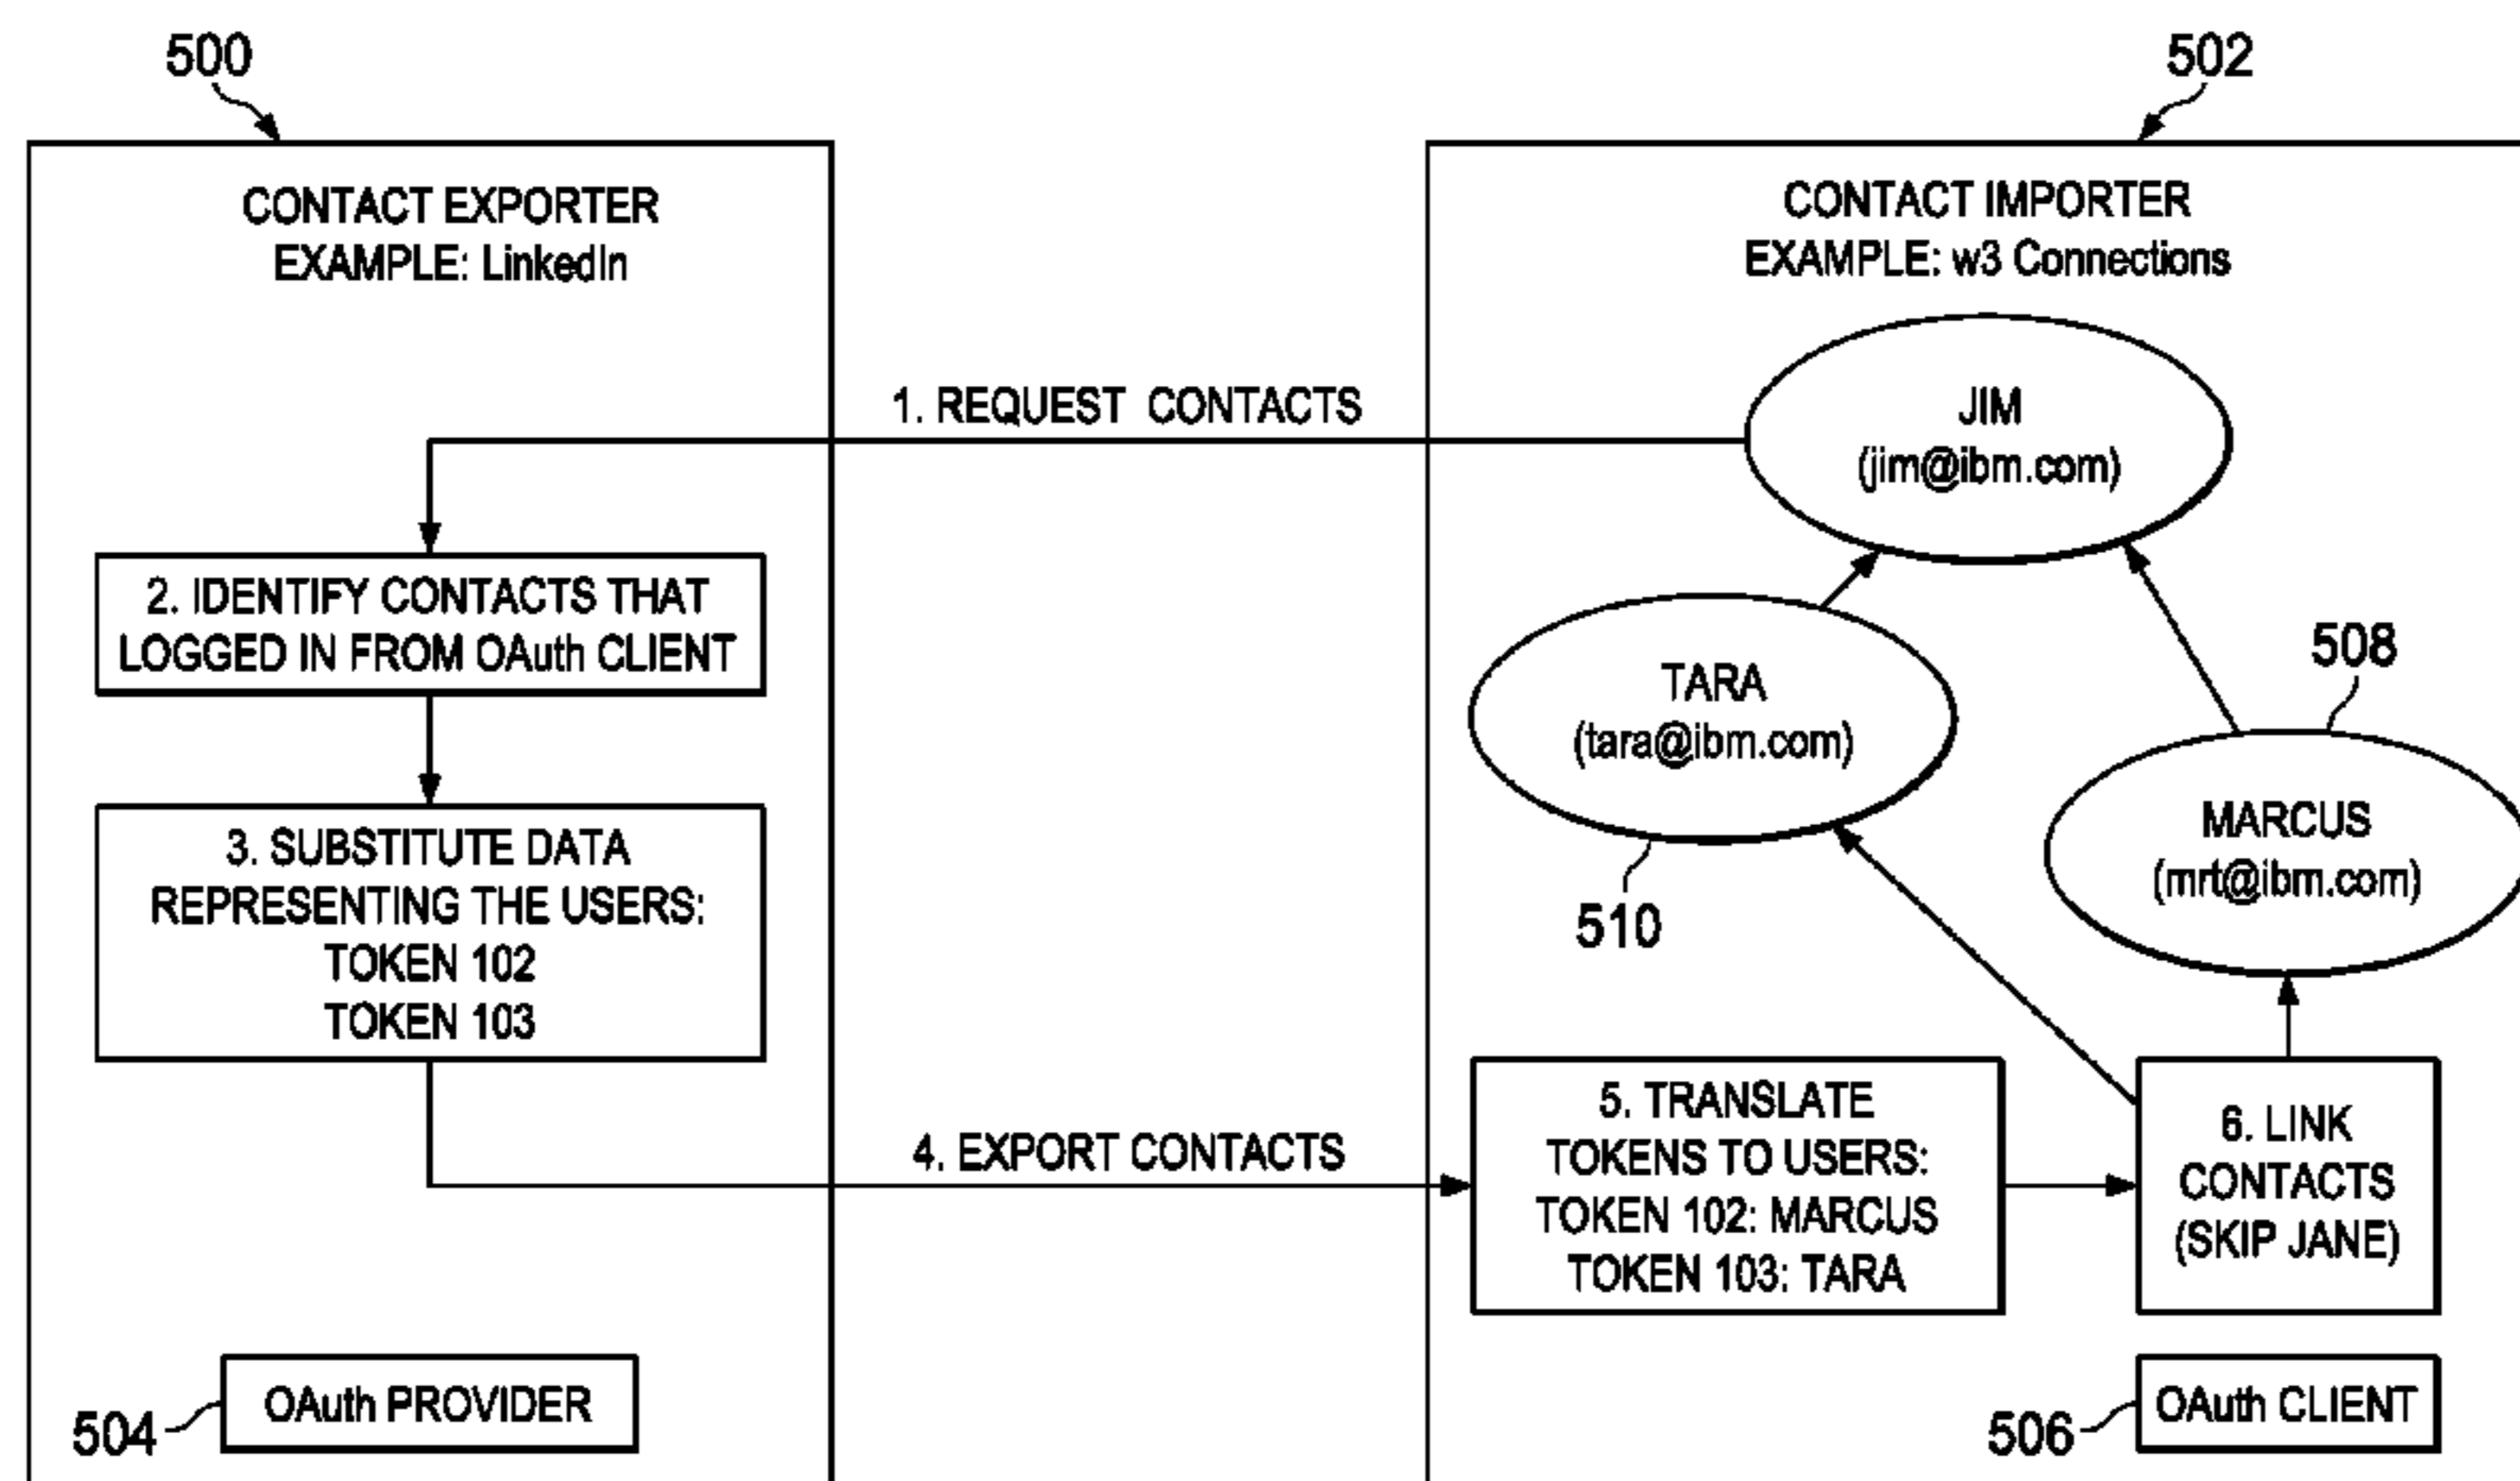 500
502
CONTACT EXPORTER
EXAMPLE: LinkedIn
CONTACT IMPORTER
EXAMPLE: w3 Connections
1. REQUEST CONTACTS
JIM
(jim@ibm.com)
2. IDENTIFY CONTACTS THAT
LOGGED IN FROM OAuth CLIENT
TARA
(tara@ibm.com)
510
508
MARCUS
(mrt@ibm.com)
3. SUBSTITUTE DATA
REPRESENTING THE USERS:
TOKEN 102
TOKEN 103
4. EXPORT CONTACTS
5. TRANSLATE
TOKENS TO USERS:
TOKEN 102: MARCUS
TOKEN 103: TARA
6. LINK
CONTACTS
(SKIP JANE)
OAuth PROVIDER
504
OAuth CLIENT
506